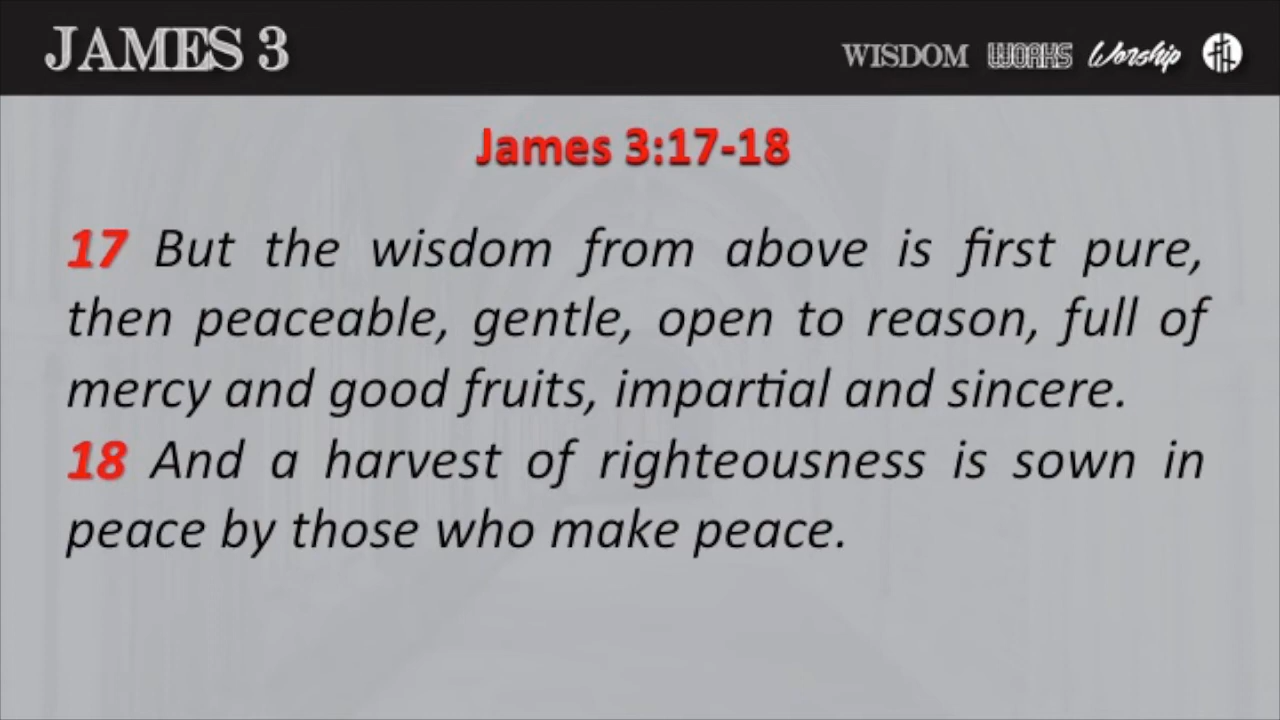 JAMES 3
WISDOM WORKS Worship
James 3:17-18
17 But the wisdom from above is first pure,
then peaceable, gentle, open to reason, full of
mercy and good fruits, impartial and sincere.
18 And a harvest of righteousness is sown in
peace by those who make peace.